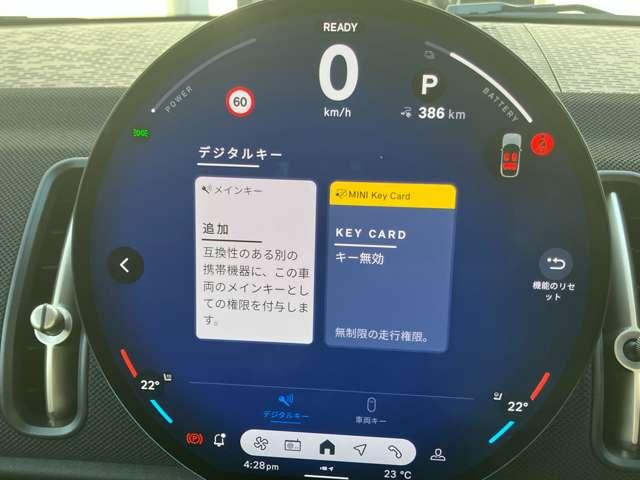 READY
0
km/h
POWER
BATTERY
60
P
386 km
デジタルキー
メインキー
追加
互換性のある別の
携帯機器に、この車
両のメインキーとし
ての権限を付与しま
す。
MINI Key Card
KEY CARD
キー無効
無制限の走行権限。
機能のリセ
ット
22°
22°
デジタルキー
車両キー
4:28 pm
23 °C